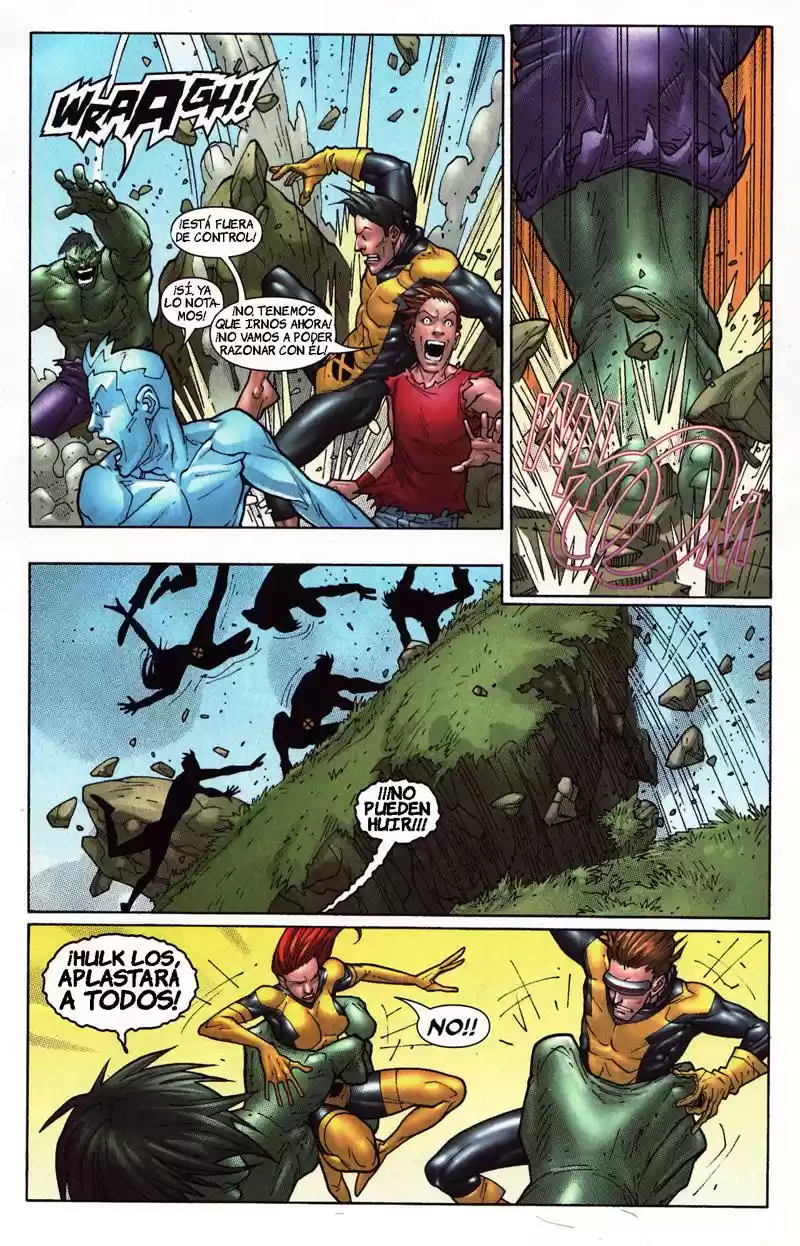 WRAAGH!
¡ESTÁ FUERA
DE CONTROL!
¡SÍ, YA
LO NOTA-
MOS!
¡NO, TENEMOS
QUE IRNOS AHORA!
¡NO VAMOS A PODER
RAZONAR CON ÉL!
¡¡¡NO
PUEDEN
HUIR!!!
¡HULK LOS,
APLASTARÁ
A TODOS!
NO!!